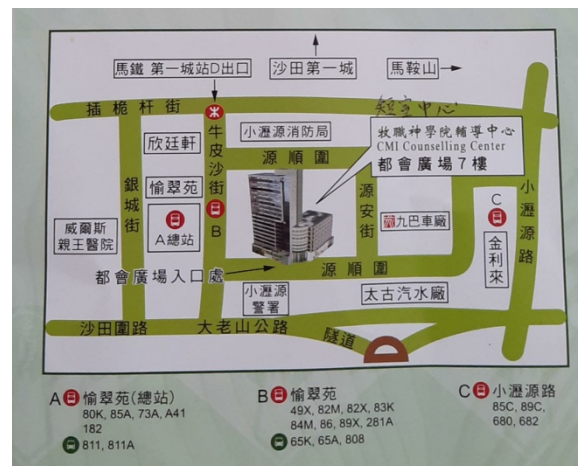 馬鐵 第一城站D出口
沙田第一城
馬鞍山
插桅杆街
中心
牧職神學院輔導中心
CMI Counselling Center
都會廣場7樓
欣廷軒
牛皮沙街
小瀝源消防局
源順圍
銀城街
愉翠苑
A總站
B
源安街
九巴車廠
C
金利來
小瀝源路
威爾斯
親王醫院
都會廣場入口處
源順圍
小瀝源
警署
太古汽水廠
沙田圍路
大老山公路
隧道
A 愉翠苑(總站)
80K, 85A, 73A, A41
182
811, 811A
B 愉翠苑
49X, 82M, 82X, 83K
84M, 86, 89X, 281A
65K, 65A, 808
C 小瀝源路
85C, 89C,
680, 682